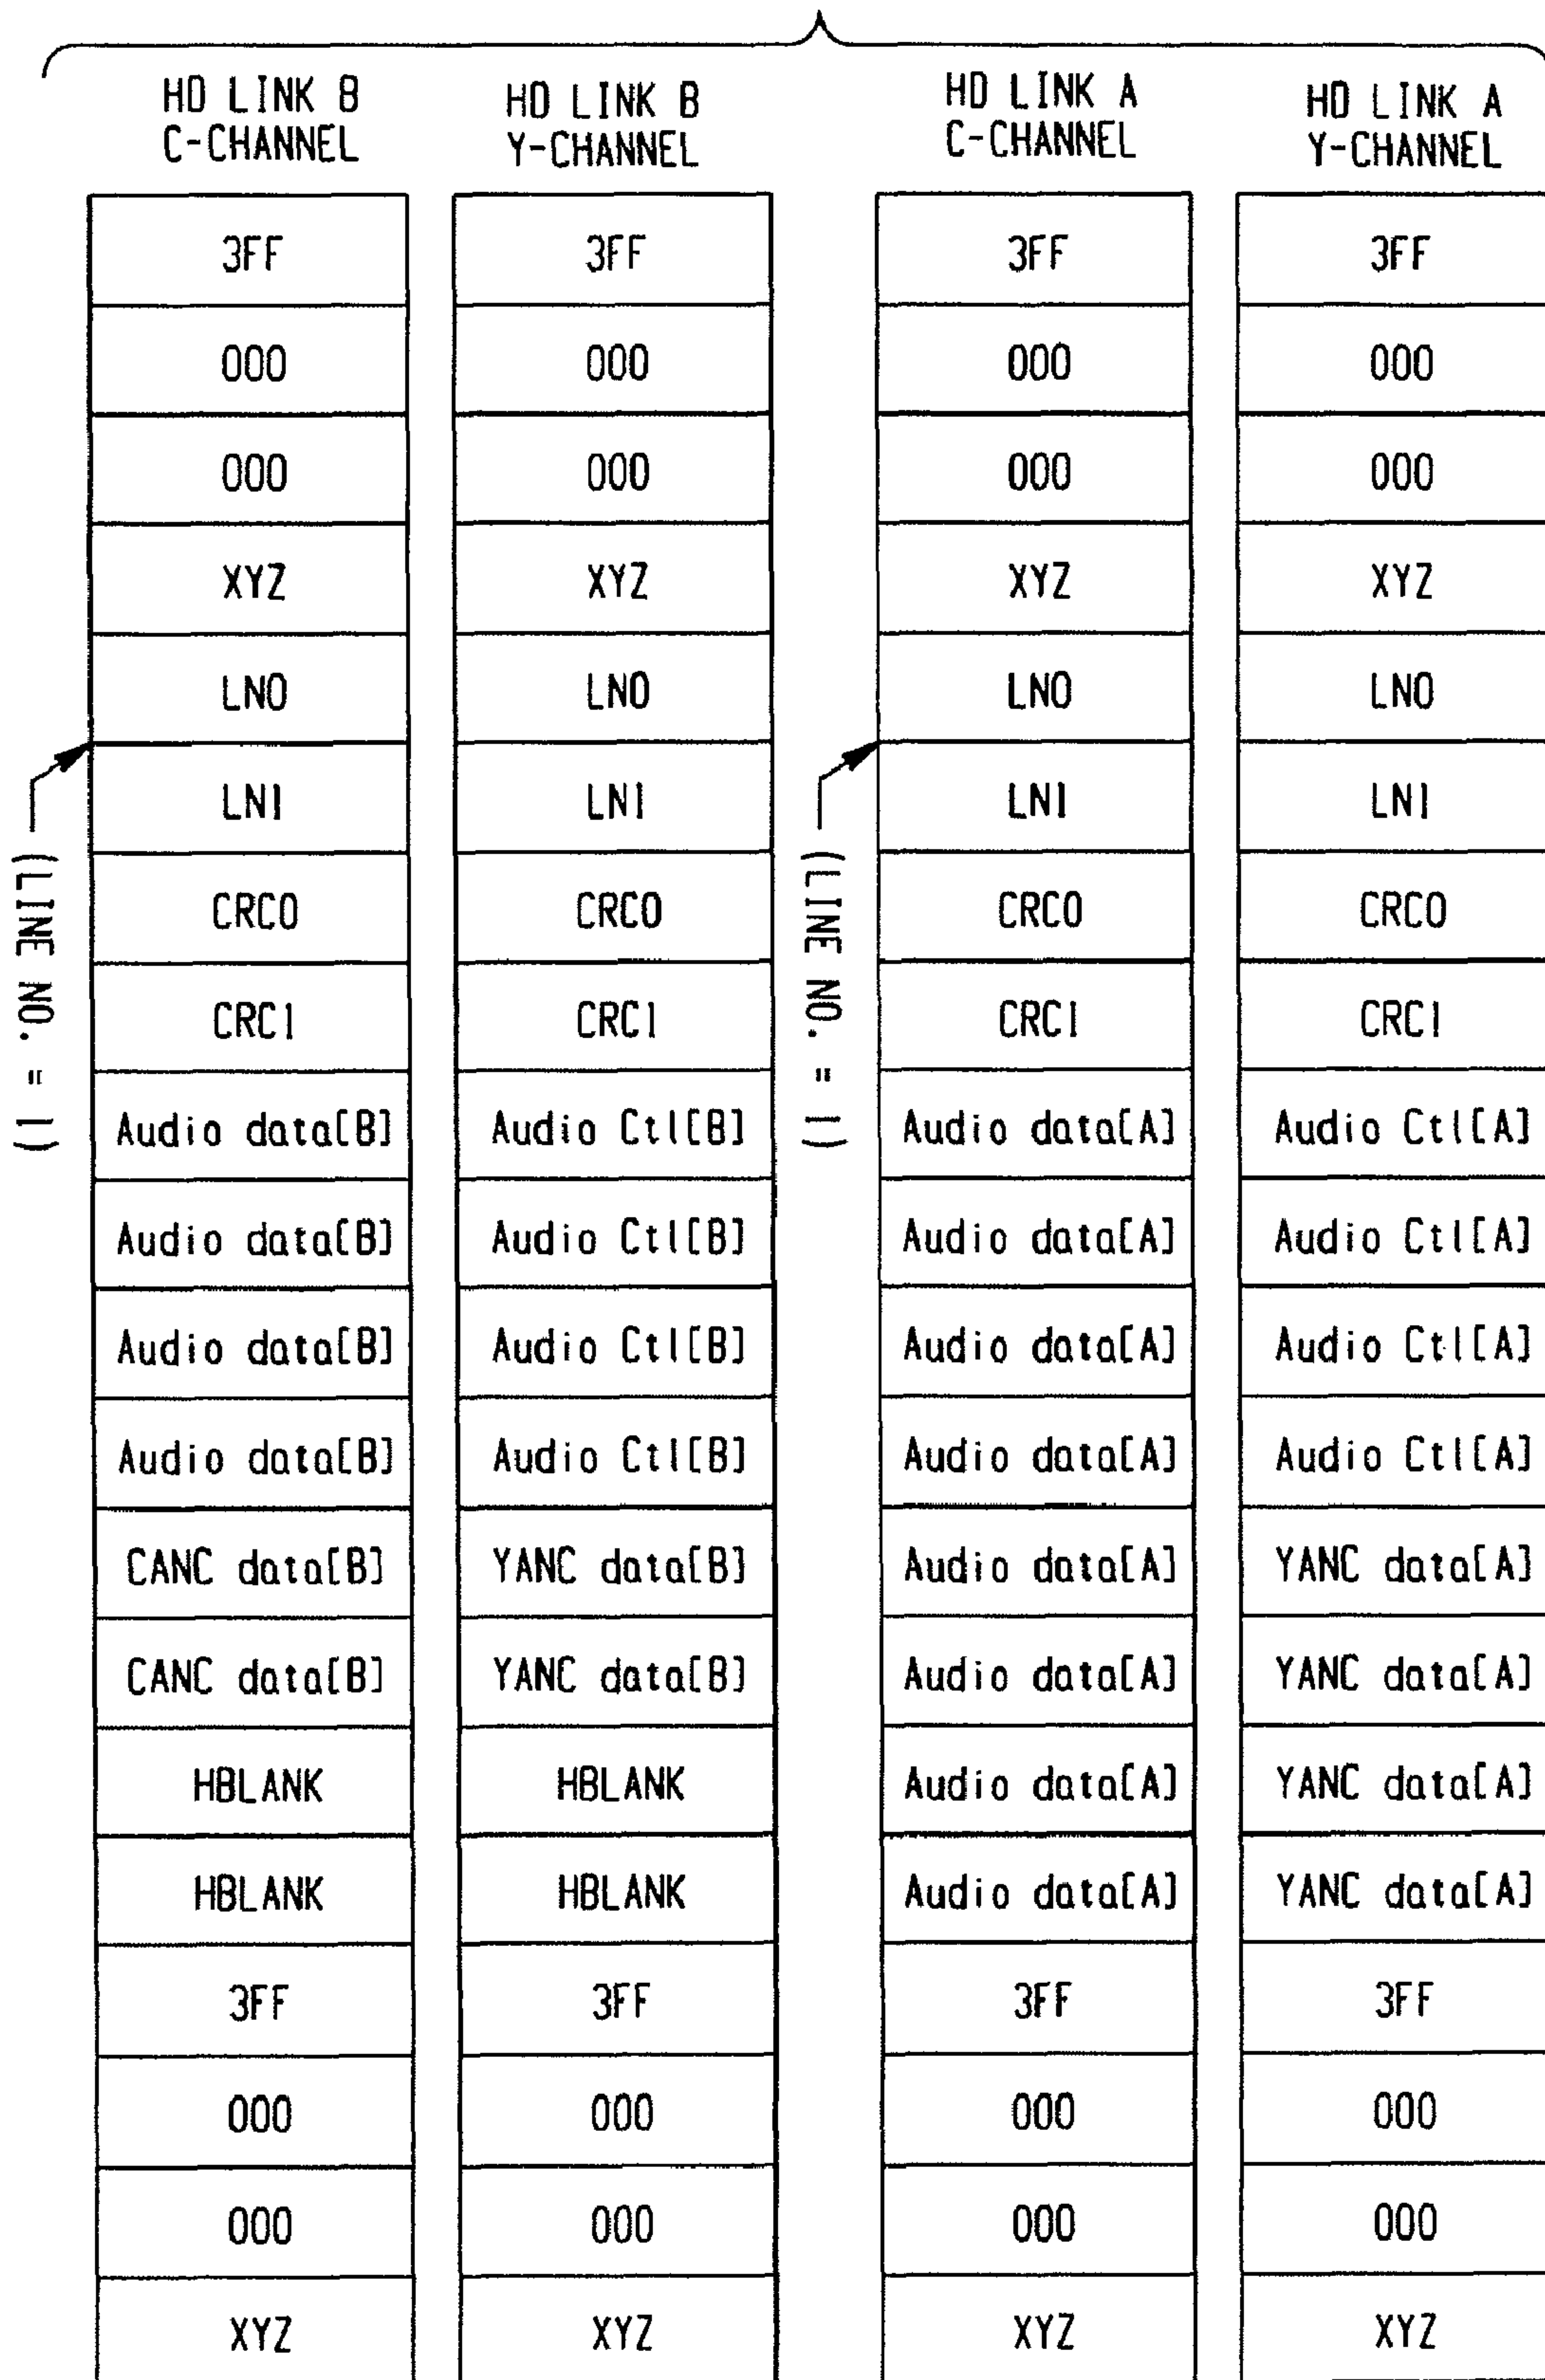 HD LINK B HD LINK B HD LINK A HD LINK A
C-CHANNEL Y-CHANNEL C-CHANNEL Y-CHANNEL
3FF 3FF 3FF 3FF
000 000 000 000
000 000 000 000
XYZ XYZ XYZ XYZ
LN0 LN0 LN0 LN0
LN1 LN1 LN1 LN1
CRC0 CRC0 CRC0 CRC0
CRC1 CRC1 CRC1 CRC1
Audio data[B] Audio Ctl[B] Audio data[A] Audio Ctl[A]
Audio data[B] Audio Ctl[B] Audio data[A] Audio Ctl[A]
Audio data[B] Audio Ctl[B] Audio data[A] Audio Ctl[A]
Audio data[B] Audio Ctl[B] Audio data[A] Audio Ctl[A]
CANC data[B] YANC data[B] Audio data[A] YANC data[A]
CANC data[B] YANC data[B] Audio data[A] YANC data[A]
HBLANK HBLANK Audio data[A] YANC data[A]
HBLANK HBLANK Audio data[A] YANC data[A]
3FF 3FF 3FF 3FF
000 000 000 000
000 000 000 000
XYZ XYZ XYZ XYZ
(LINE NO. = 1)
(LINE NO. = 1)